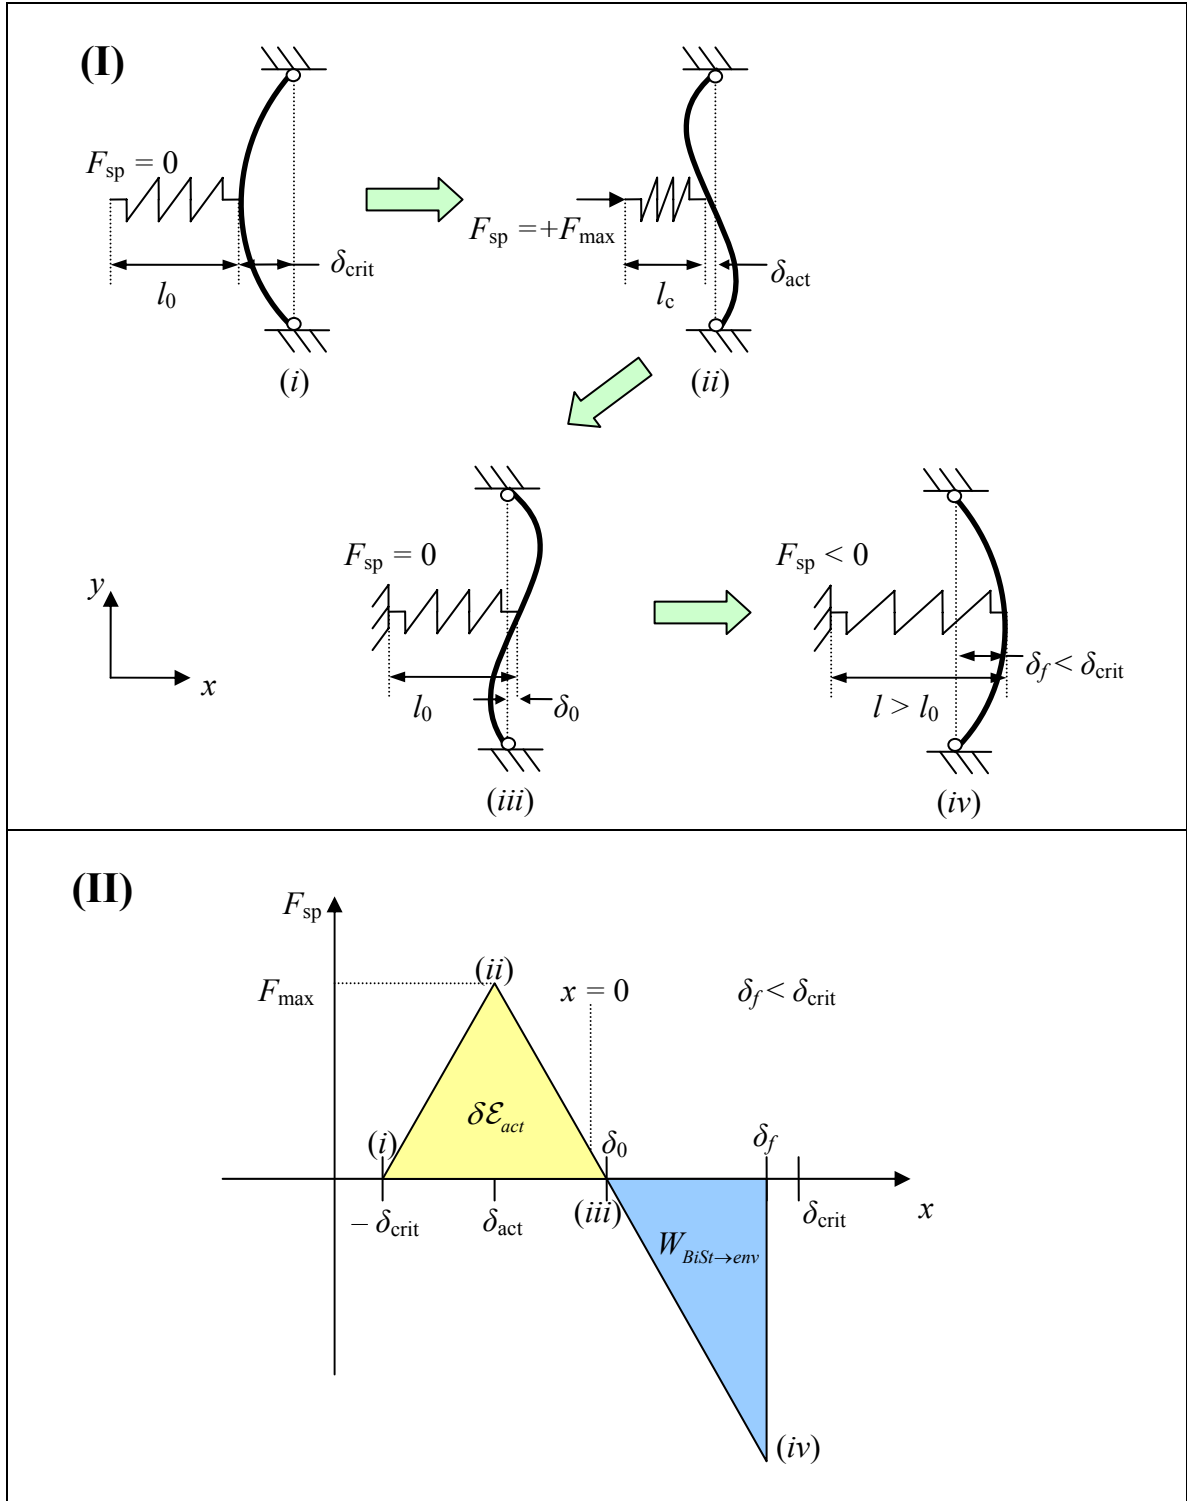 (I)
F_sp = 0
δ_crit
l_0
(i)
F_sp =+F_max
δ_act
l_c
(ii)
F_sp = 0
l_0
δ_0
(iii)
F_sp < 0
δ_f < δ_crit
l > l_0
(iv)
y
x
(II)
F_sp
F_max
(ii)
x = 0
δ_f < δ_crit
δℰ_act
(i)
δ_0
δ_f
– δ_crit
δ_act
(iii)
δ_crit
x
W_BiSt→env
(iv)